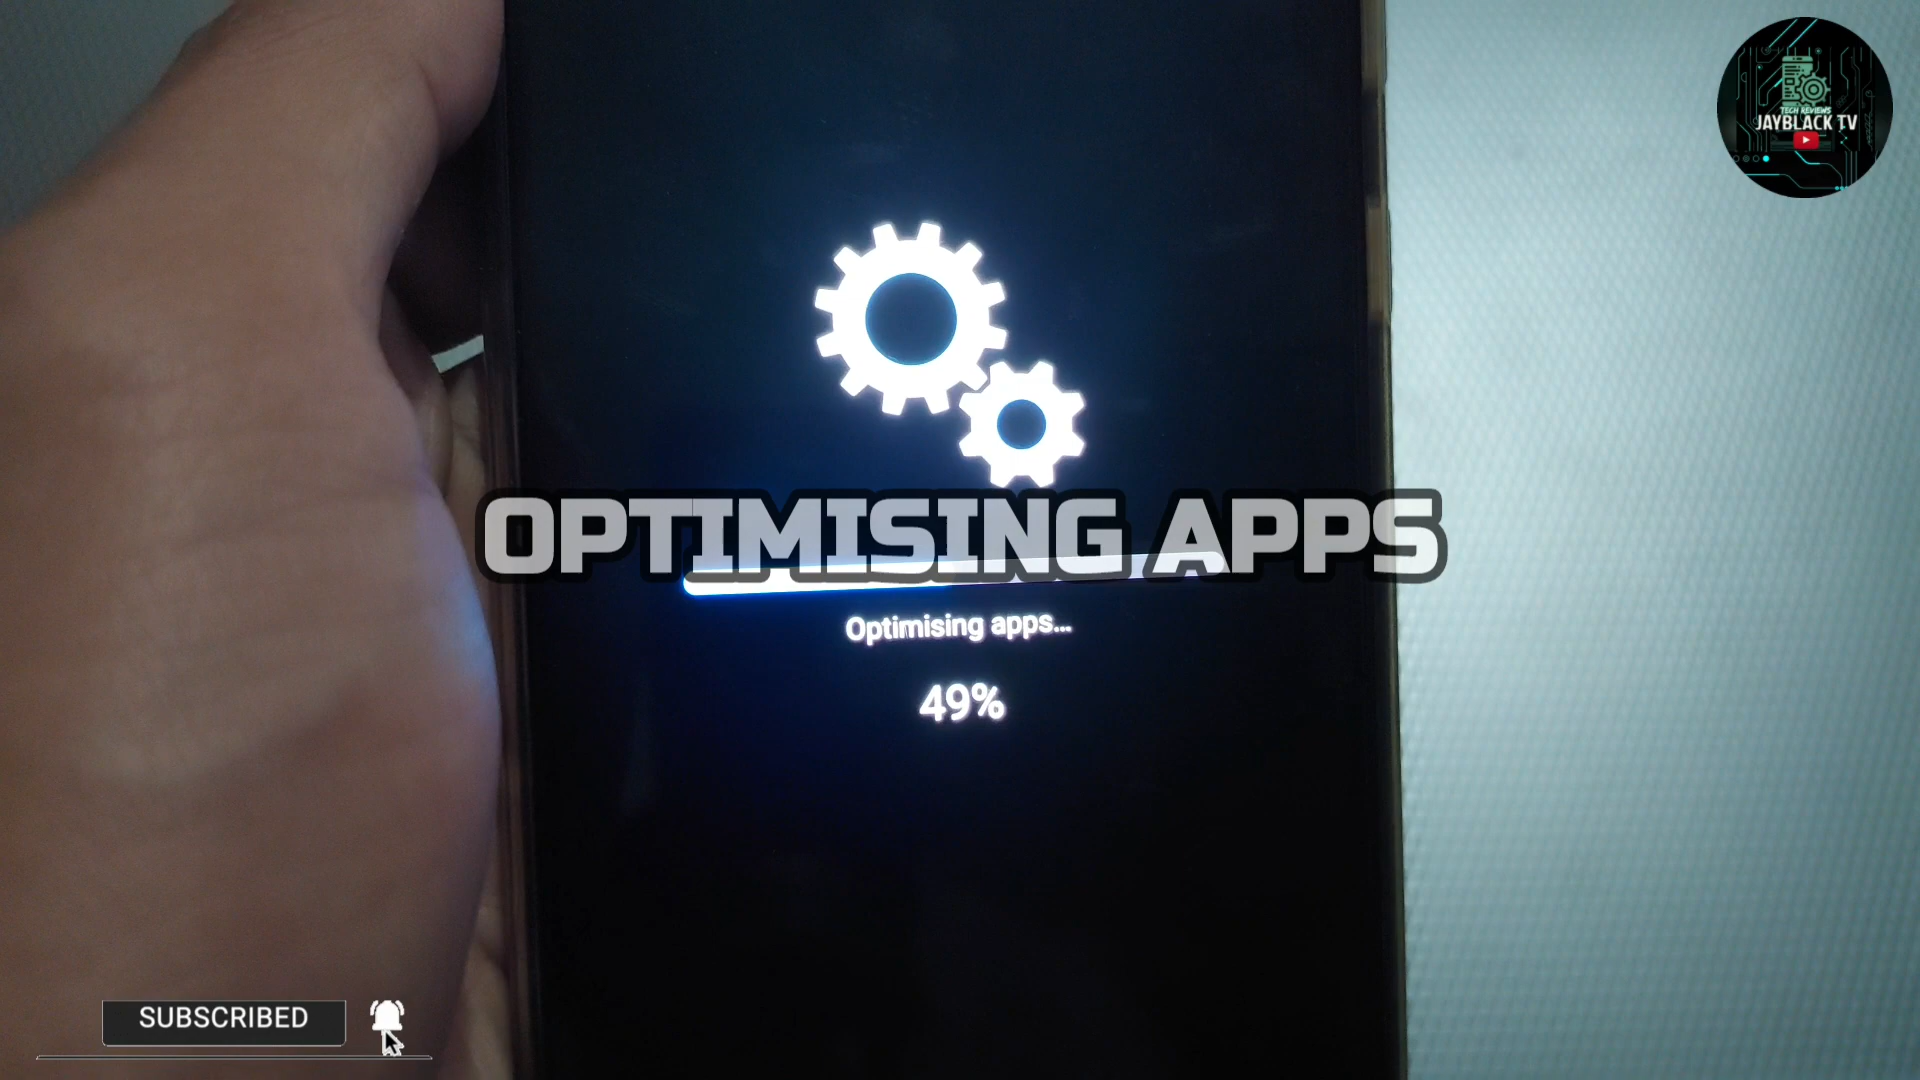 TECH REVIEWS
JAYBLACK TV
OPTIMISING APPS
Optimising apps...
49%
SUBSCRIBED